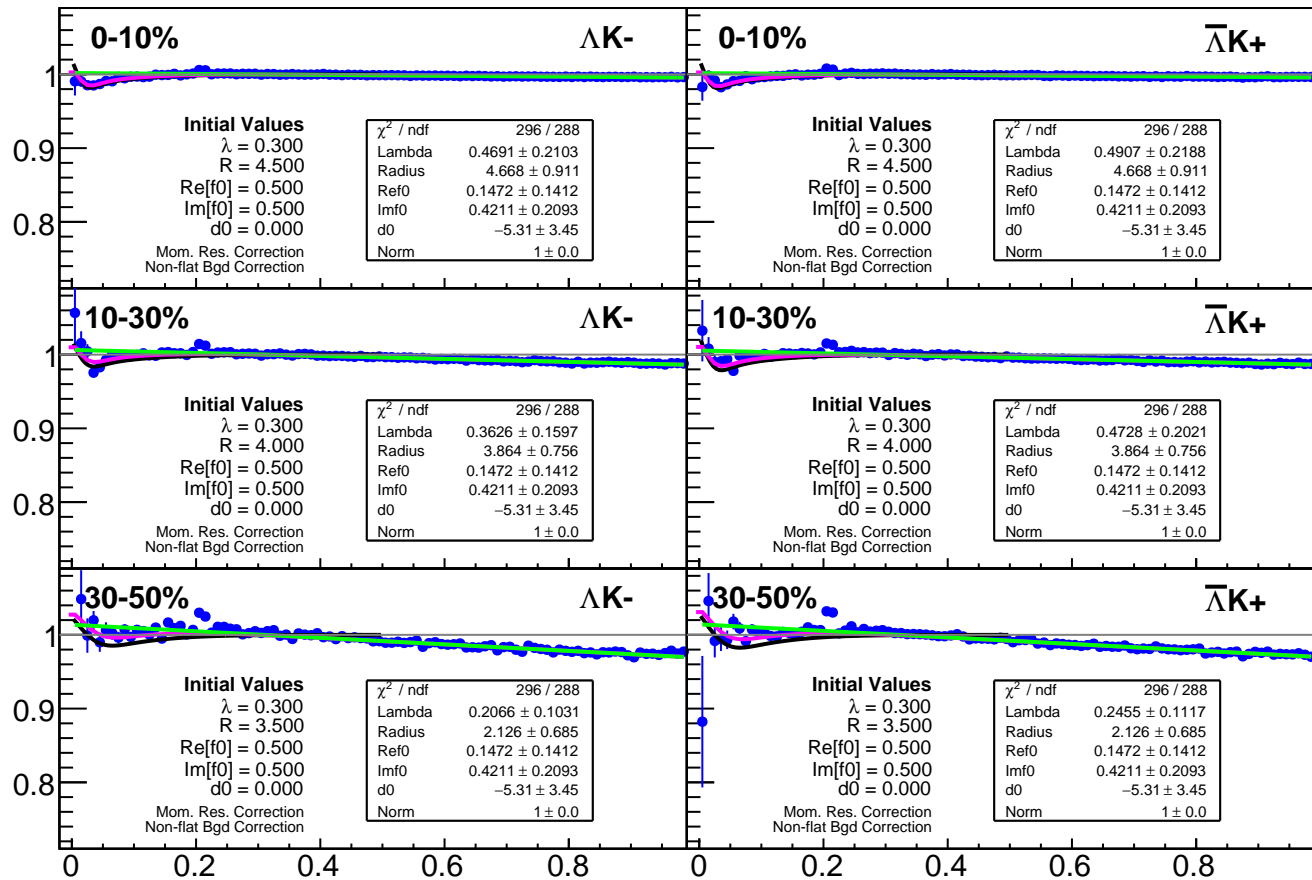 0-10% ΛK-
1
0.9
0.8
Initial Values
λ = 0.300
R = 4.500
Re[f0] = 0.500
Im[f0] = 0.500
d0 = 0.000
Mom. Res. Correction
Non-flat Bgd Correction
χ² / ndf 296 / 288
Lambda 0.4691 ± 0.2103
Radius 4.668 ± 0.911
Ref0 0.1472 ± 0.1412
Imf0 0.4211 ± 0.2093
d0 −5.31 ± 3.45
Norm 1 ± 0.0
0-10% Λ̅K+
Initial Values
λ = 0.300
R = 4.500
Re[f0] = 0.500
Im[f0] = 0.500
d0 = 0.000
Mom. Res. Correction
Non-flat Bgd Correction
χ² / ndf 296 / 288
Lambda 0.4907 ± 0.2188
Radius 4.668 ± 0.911
Ref0 0.1472 ± 0.1412
Imf0 0.4211 ± 0.2093
d0 −5.31 ± 3.45
Norm 1 ± 0.0
10-30% ΛK-
1
0.9
0.8
Initial Values
λ = 0.300
R = 4.000
Re[f0] = 0.500
Im[f0] = 0.500
d0 = 0.000
Mom. Res. Correction
Non-flat Bgd Correction
χ² / ndf 296 / 288
Lambda 0.3626 ± 0.1597
Radius 3.864 ± 0.756
Ref0 0.1472 ± 0.1412
Imf0 0.4211 ± 0.2093
d0 −5.31 ± 3.45
Norm 1 ± 0.0
10-30% Λ̅K+
Initial Values
λ = 0.300
R = 4.000
Re[f0] = 0.500
Im[f0] = 0.500
d0 = 0.000
Mom. Res. Correction
Non-flat Bgd Correction
χ² / ndf 296 / 288
Lambda 0.4728 ± 0.2021
Radius 3.864 ± 0.756
Ref0 0.1472 ± 0.1412
Imf0 0.4211 ± 0.2093
d0 −5.31 ± 3.45
Norm 1 ± 0.0
30-50% ΛK-
1
0.9
0.8
Initial Values
λ = 0.300
R = 3.500
Re[f0] = 0.500
Im[f0] = 0.500
d0 = 0.000
Mom. Res. Correction
Non-flat Bgd Correction
χ² / ndf 296 / 288
Lambda 0.2066 ± 0.1031
Radius 2.126 ± 0.685
Ref0 0.1472 ± 0.1412
Imf0 0.4211 ± 0.2093
d0 −5.31 ± 3.45
Norm 1 ± 0.0
30-50% Λ̅K+
Initial Values
λ = 0.300
R = 3.500
Re[f0] = 0.500
Im[f0] = 0.500
d0 = 0.000
Mom. Res. Correction
Non-flat Bgd Correction
χ² / ndf 296 / 288
Lambda 0.2455 ± 0.1117
Radius 2.126 ± 0.685
Ref0 0.1472 ± 0.1412
Imf0 0.4211 ± 0.2093
d0 −5.31 ± 3.45
Norm 1 ± 0.0
0 0.2 0.4 0.6 0.8 0 0.2 0.4 0.6 0.8